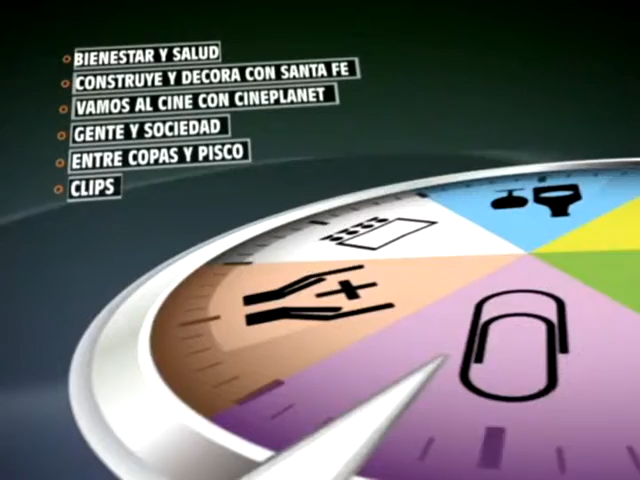 BIENESTAR Y SALUD
CONSTRUYE Y DECORA CON SANTA FE
VAMOS AL CINE CON CINEPLANET
GENTE Y SOCIEDAD
ENTRE COPAS Y PISCO
CLIPS